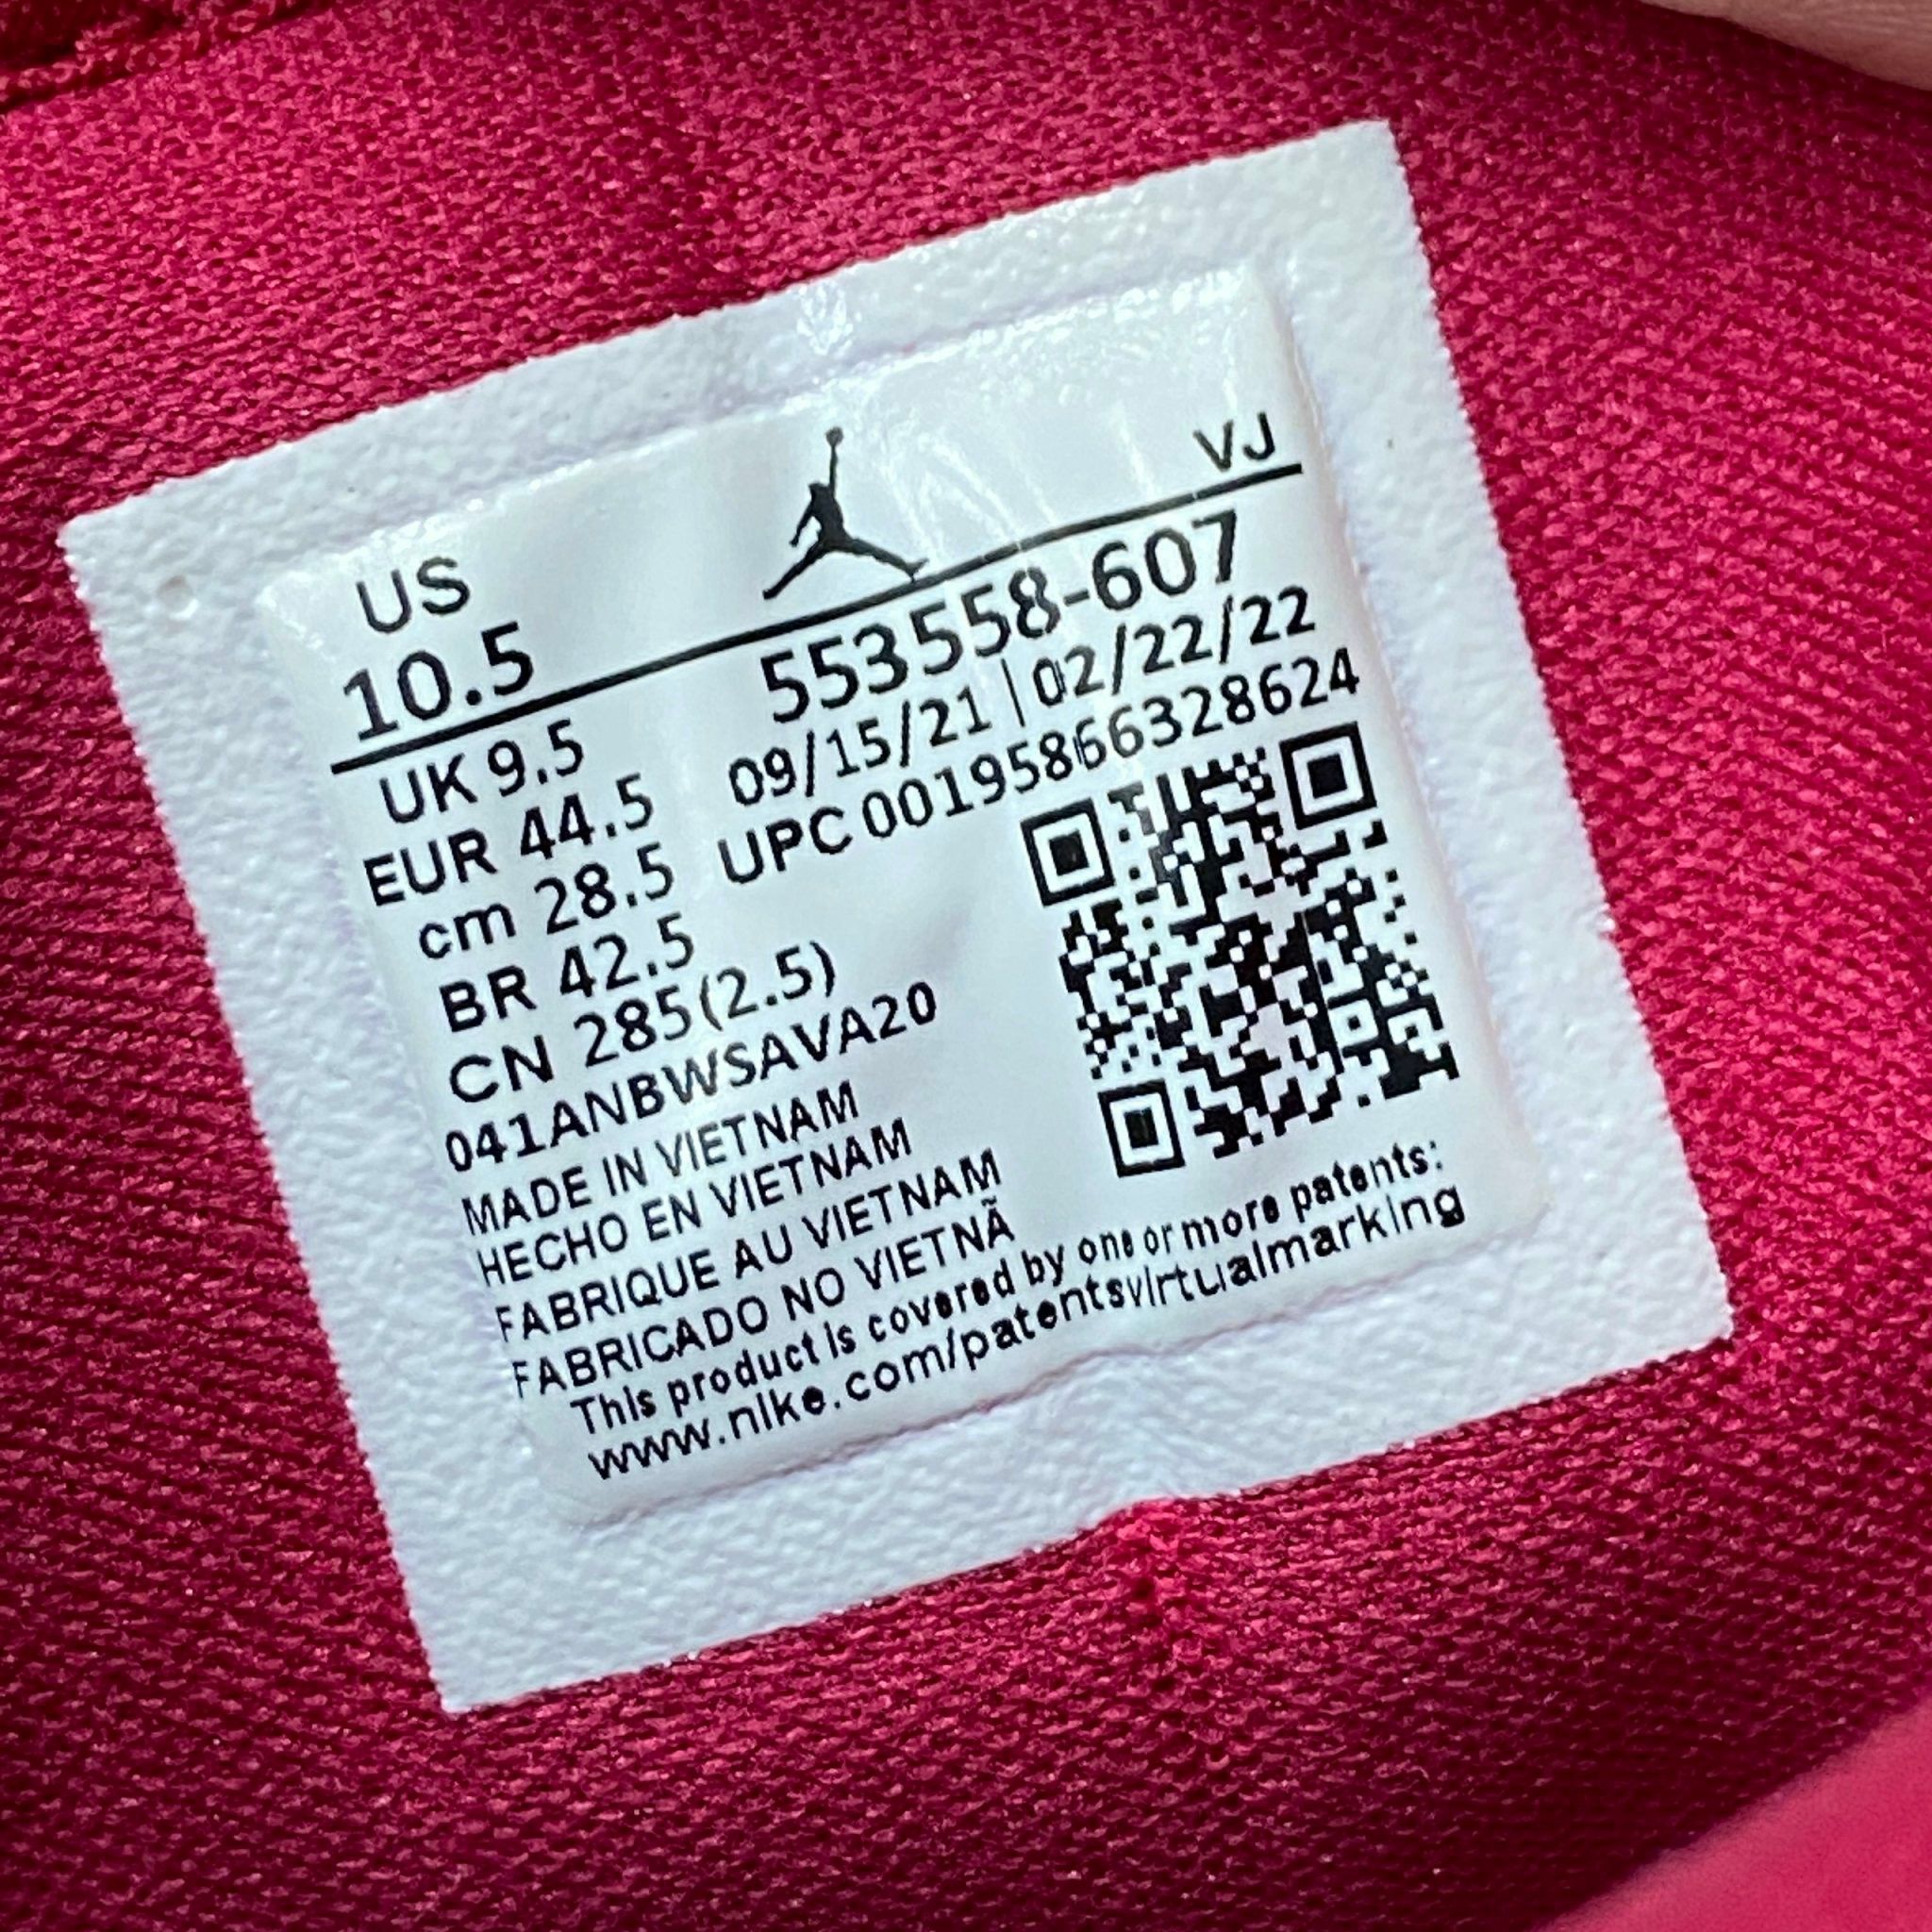 US
10.5
VJ
UK 9.5
EUR 44.5
cm 28.5
BR 42.5
CN 285(2.5)
041ANBWSAVA20
553558-607
09/15/21 | 02/22/22
UPC 00195866328624
MADE IN VIETNAM
HECHO EN VIETNAM
FABRIQUE AU VIETNAM
FABRICADO NO VIETNÃ
This product is covered by one or more patents:
www.nike.com/patentsvirtualmarking